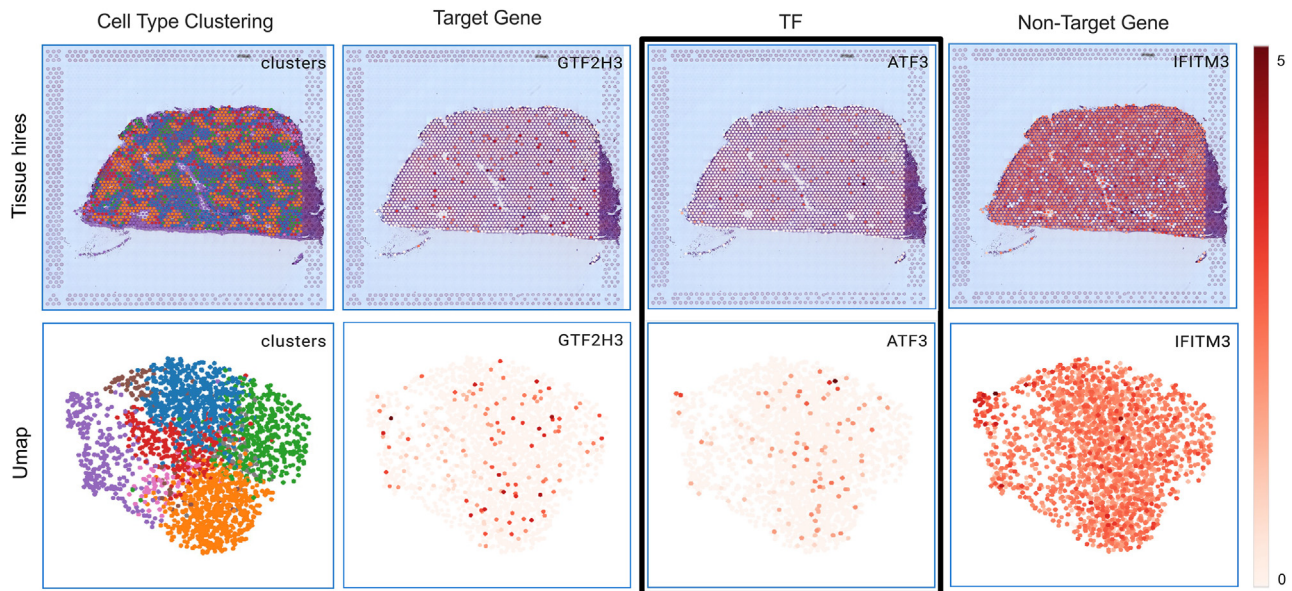 Cell Type Clustering
Target Gene
TF
Non-Target Gene
Tissue hires
clusters
GTF2H3
ATF3
IFITM3
5
Umap
clusters
GTF2H3
ATF3
IFITM3
0